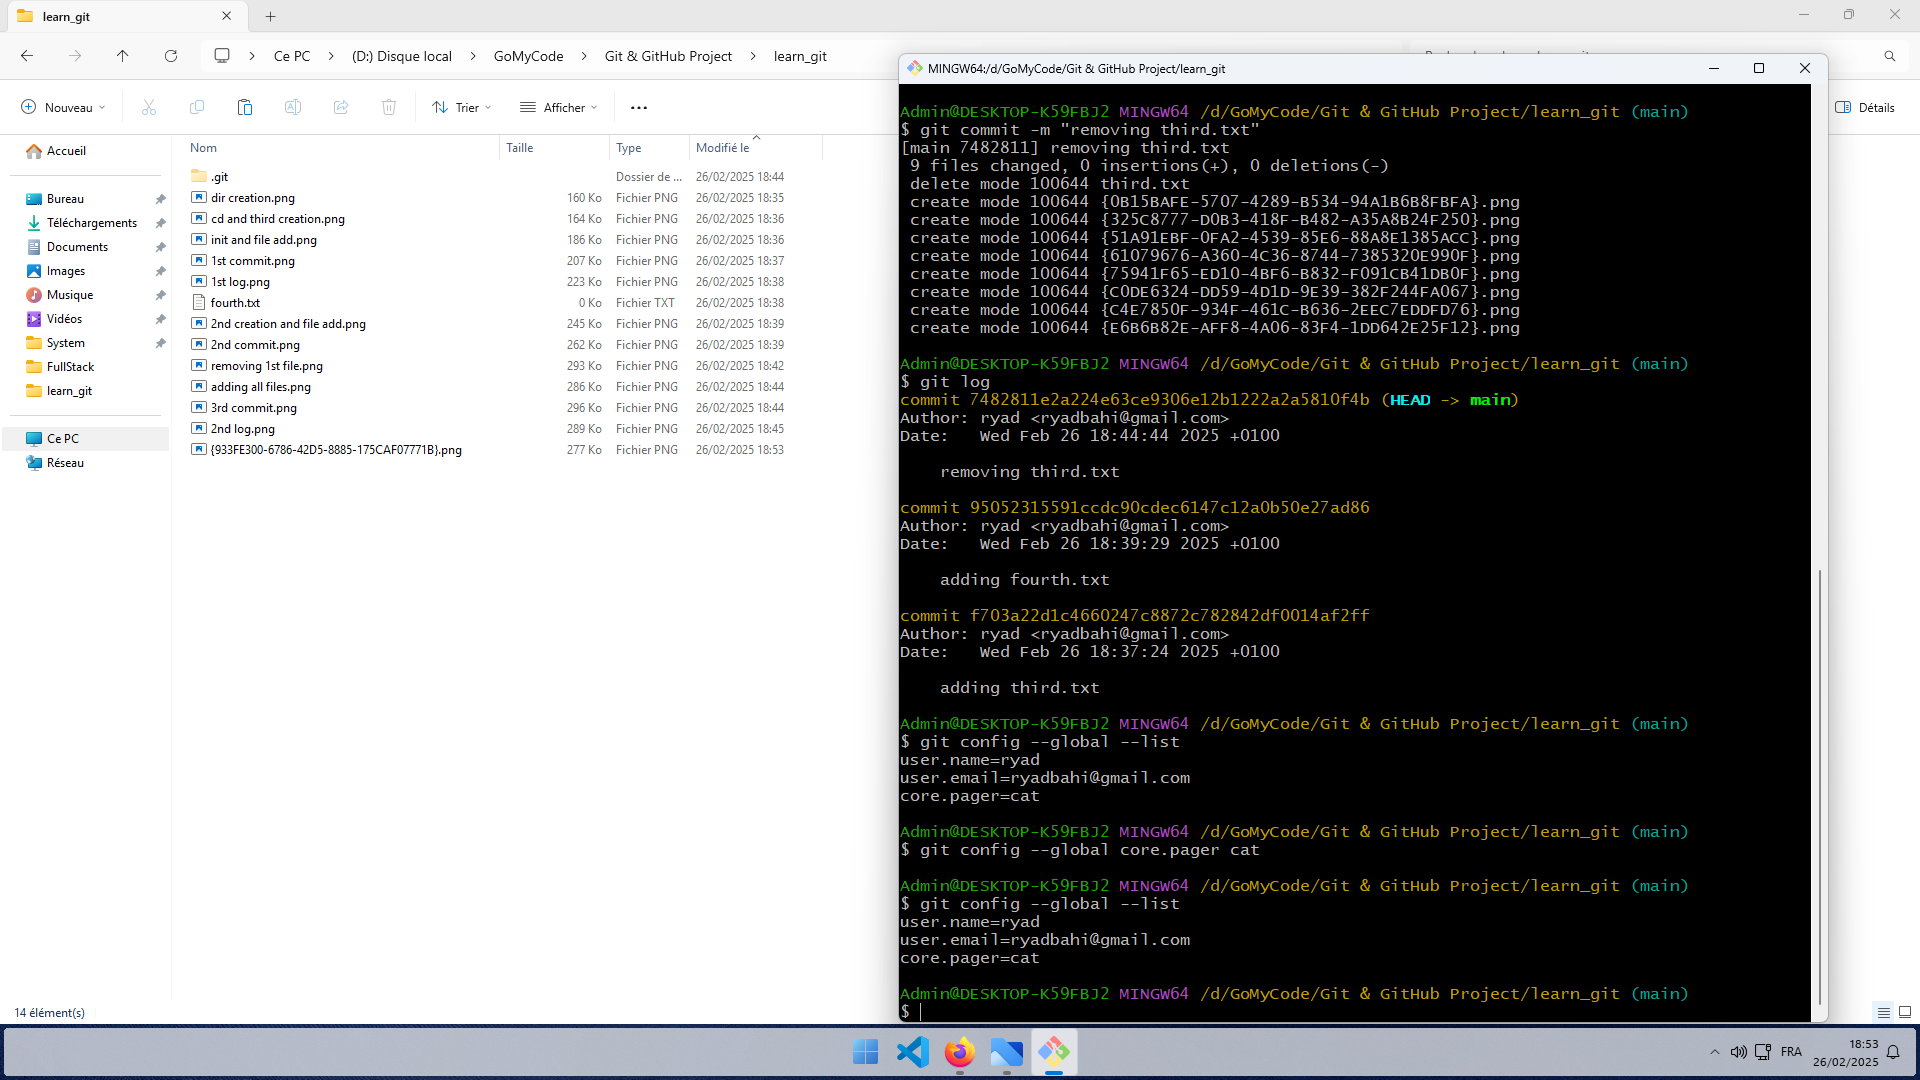 learn_git
Ce PC
(D:) Disque local
GoMyCode
Git & GitHub Project
learn_git
Nouveau
Trier
Afficher
Détails
Accueil
Bureau
Téléchargements
Documents
Images
Musique
Vidéos
System
FullStack
learn_git
Ce PC
Réseau
Nom Taille Type Modifié le
.git Dossier de ... 26/02/2025 18:44
dir creation.png 160 Ko Fichier PNG 26/02/2025 18:35
cd and third creation.png 164 Ko Fichier PNG 26/02/2025 18:36
init and file add.png 186 Ko Fichier PNG 26/02/2025 18:36
1st commit.png 207 Ko Fichier PNG 26/02/2025 18:37
1st log.png 223 Ko Fichier PNG 26/02/2025 18:38
fourth.txt 0 Ko Fichier TXT 26/02/2025 18:38
2nd creation and file add.png 245 Ko Fichier PNG 26/02/2025 18:39
2nd commit.png 262 Ko Fichier PNG 26/02/2025 18:39
removing 1st file.png 293 Ko Fichier PNG 26/02/2025 18:42
adding all files.png 286 Ko Fichier PNG 26/02/2025 18:44
3rd commit.png 296 Ko Fichier PNG 26/02/2025 18:44
2nd log.png 289 Ko Fichier PNG 26/02/2025 18:45
{933FE300-6786-42D5-8885-175CAF07771B}.png 277 Ko Fichier PNG 26/02/2025 18:53
14 élément(s)
MINGW64:/d/GoMyCode/Git & GitHub Project/learn_git
Admin@DESKTOP-K59FBJ2 MINGW64 /d/GoMyCode/Git & GitHub Project/learn_git (main)
$ git commit -m "removing third.txt"
[main 7482811] removing third.txt
9 files changed, 0 insertions(+), 0 deletions(-)
delete mode 100644 third.txt
create mode 100644 {0B15BAFE-5707-4289-B534-94A1B6B8FBFA}.png
create mode 100644 {325C8777-D0B3-418F-B482-A35A8B24F250}.png
create mode 100644 {51A91EBF-0FA2-4539-85E6-88A8E1385ACC}.png
create mode 100644 {61079676-A360-4C36-8744-7385320E990F}.png
create mode 100644 {75941F65-ED10-4BF6-B832-F091CB41DB0F}.png
create mode 100644 {C0DE6324-DD59-4D1D-9E39-382F244FA067}.png
create mode 100644 {C4E7850F-934F-461C-B636-2EEC7EDDFD76}.png
create mode 100644 {E6B6B82E-AFF8-4A06-83F4-1DD642E25F12}.png
Admin@DESKTOP-K59FBJ2 MINGW64 /d/GoMyCode/Git & GitHub Project/learn_git (main)
$ git log
commit 7482811e2a224e63ce9306e12b1222a2a5810f4b (HEAD -> main)
Author: ryad <ryadbahi@gmail.com>
Date:   Wed Feb 26 18:44:44 2025 +0100
removing third.txt
commit 95052315591ccdc90cdec6147c12a0b50e27ad86
Author: ryad <ryadbahi@gmail.com>
Date:   Wed Feb 26 18:39:29 2025 +0100
adding fourth.txt
commit f703a22d1c4660247c8872c782842df0014af2ff
Author: ryad <ryadbahi@gmail.com>
Date:   Wed Feb 26 18:37:24 2025 +0100
adding third.txt
Admin@DESKTOP-K59FBJ2 MINGW64 /d/GoMyCode/Git & GitHub Project/learn_git (main)
$ git config --global --list
user.name=ryad
user.email=ryadbahi@gmail.com
core.pager=cat
Admin@DESKTOP-K59FBJ2 MINGW64 /d/GoMyCode/Git & GitHub Project/learn_git (main)
$ git config --global core.pager cat
Admin@DESKTOP-K59FBJ2 MINGW64 /d/GoMyCode/Git & GitHub Project/learn_git (main)
$ git config --global --list
user.name=ryad
user.email=ryadbahi@gmail.com
core.pager=cat
Admin@DESKTOP-K59FBJ2 MINGW64 /d/GoMyCode/Git & GitHub Project/learn_git (main)
$
FRA
18:53
26/02/2025